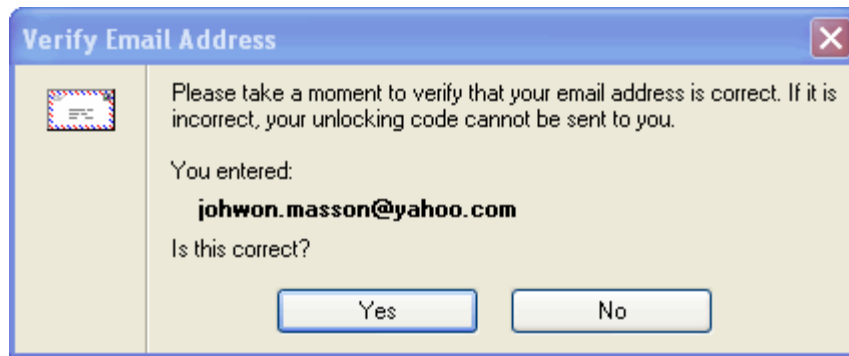 Verify Email Address
Please take a moment to verify that your email address is correct. If it is
incorrect, your unlocking code cannot be sent to you.
You entered:
johwon.masson@yahoo.com
Is this correct?
Yes No